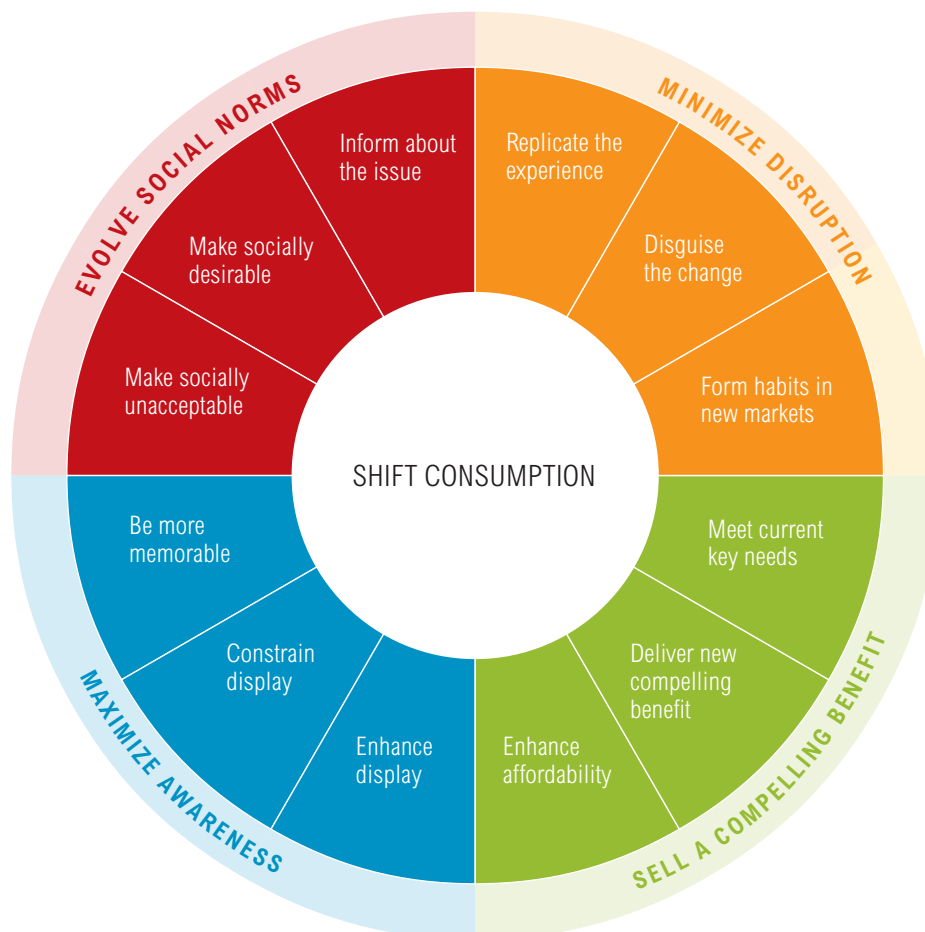 EVOLVE SOCIAL NORMS
MINIMIZE DISRUPTION
Inform about
the issue
Replicate the
experience
Make socially
desirable
Disguise
the change
Make socially
unacceptable
Form habits in
new markets
SHIFT CONSUMPTION
Be more
memorable
Meet current
key needs
Constrain
display
Deliver new
compelling
benefit
Enhance
display
Enhance
affordability
MAXIMIZE AWARENESS
SELL A COMPELLING BENEFIT